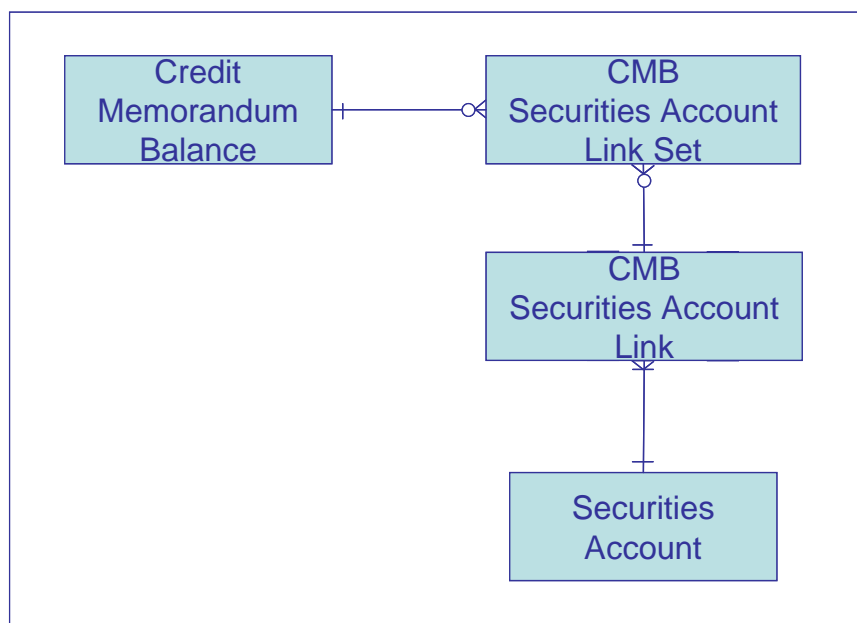 Credit
Memorandum
Balance
CMB
Securities Account
Link Set
CMB
Securities Account
Link
Securities
Account